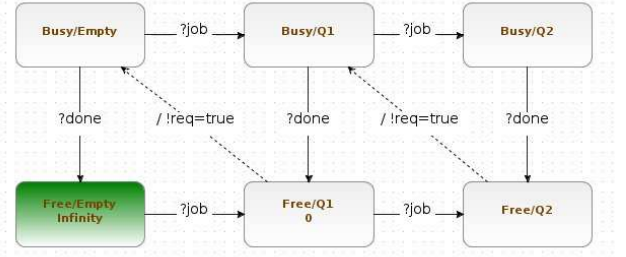 Busy/Empty
?job
Busy/Q1
?job
Busy/Q2
?done
/ !req=true
?done
/ !req=true
?done
Free/Empty
Infinity
?job
Free/Q1
0
?job
Free/Q2